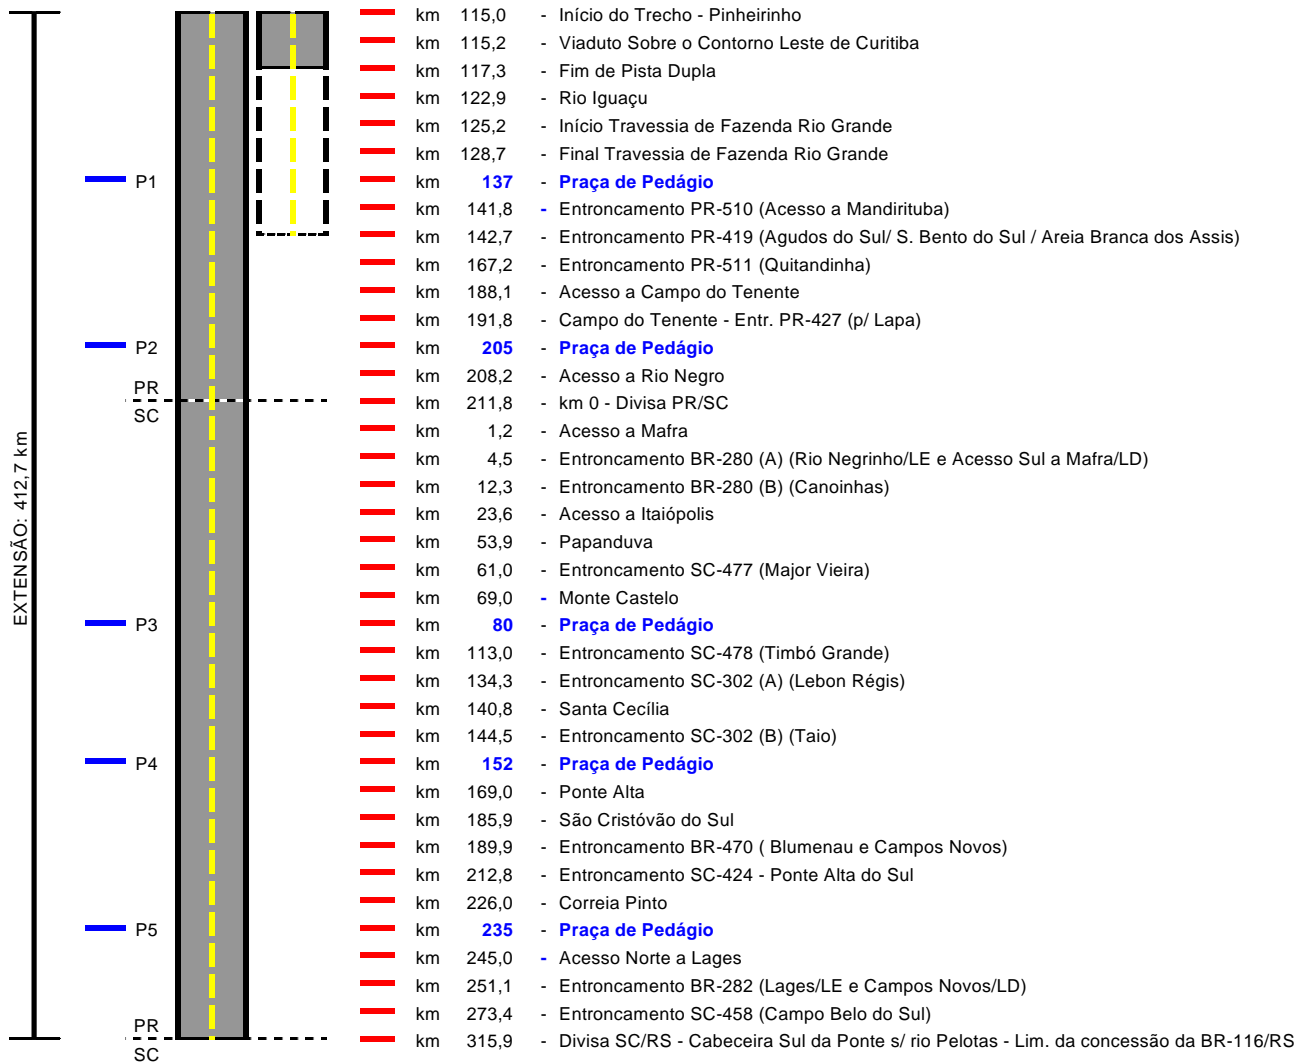 km 115,0 - Início do Trecho - Pinheirinho
km 115,2 - Viaduto Sobre o Contorno Leste de Curitiba
km 117,3 - Fim de Pista Dupla
km 122,9 - Rio Iguaçu
km 125,2 - Início Travessia de Fazenda Rio Grande
km 128,7 - Final Travessia de Fazenda Rio Grande
P1 km 137 - Praça de Pedágio
km 141,8 - Entroncamento PR-510 (Acesso a Mandirituba)
km 142,7 - Entroncamento PR-419 (Agudos do Sul/ S. Bento do Sul / Areia Branca dos Assis)
km 167,2 - Entroncamento PR-511 (Quitandinha)
km 188,1 - Acesso a Campo do Tenente
km 191,8 - Campo do Tenente - Entr. PR-427 (p/ Lapa)
P2 km 205 - Praça de Pedágio
km 208,2 - Acesso a Rio Negro
PR
km 211,8 - km 0 - Divisa PR/SC
SC
km 1,2 - Acesso a Mafra
km 4,5 - Entroncamento BR-280 (A) (Rio Negrinho/LE e Acesso Sul a Mafra/LD)
km 12,3 - Entroncamento BR-280 (B) (Canoinhas)
km 23,6 - Acesso a Itaiópolis
EXTENSÃO: 412,7 km
km 53,9 - Papanduva
km 61,0 - Entroncamento SC-477 (Major Vieira)
km 69,0 - Monte Castelo
P3 km 80 - Praça de Pedágio
km 113,0 - Entroncamento SC-478 (Timbó Grande)
km 134,3 - Entroncamento SC-302 (A) (Lebon Régis)
km 140,8 - Santa Cecília
km 144,5 - Entroncamento SC-302 (B) (Taio)
P4 km 152 - Praça de Pedágio
km 169,0 - Ponte Alta
km 185,9 - São Cristóvão do Sul
km 189,9 - Entroncamento BR-470 ( Blumenau e Campos Novos)
km 212,8 - Entroncamento SC-424 - Ponte Alta do Sul
km 226,0 - Correia Pinto
P5 km 235 - Praça de Pedágio
km 245,0 - Acesso Norte a Lages
km 251,1 - Entroncamento BR-282 (Lages/LE e Campos Novos/LD)
km 273,4 - Entroncamento SC-458 (Campo Belo do Sul)
PR
km 315,9 - Divisa SC/RS - Cabeceira Sul da Ponte s/ rio Pelotas - Lim. da concessão da BR-116/RS
SC